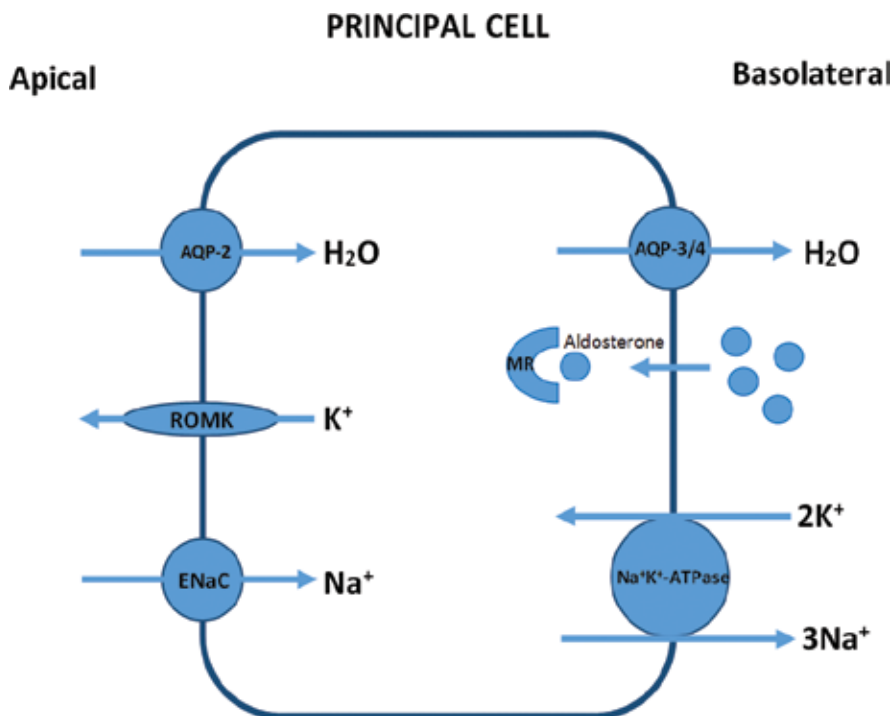 PRINCIPAL CELL
Apical
Basolateral
AQP-2
H₂O
AQP-3/4
H₂O
Aldosterone
MR
ROMK
K⁺
2K⁺
ENaC
Na⁺
Na⁺K⁺-ATPase
3Na⁺